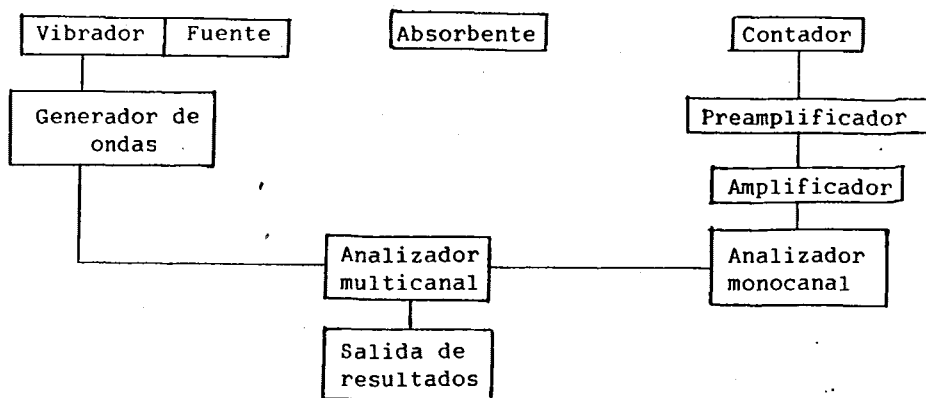 Vibrador Fuente
Absorbente
Contador
Generador de
ondas
Preamplificador
Amplificador
Analizador
multicanal
Analizador
monocanal
Salida de
resultados